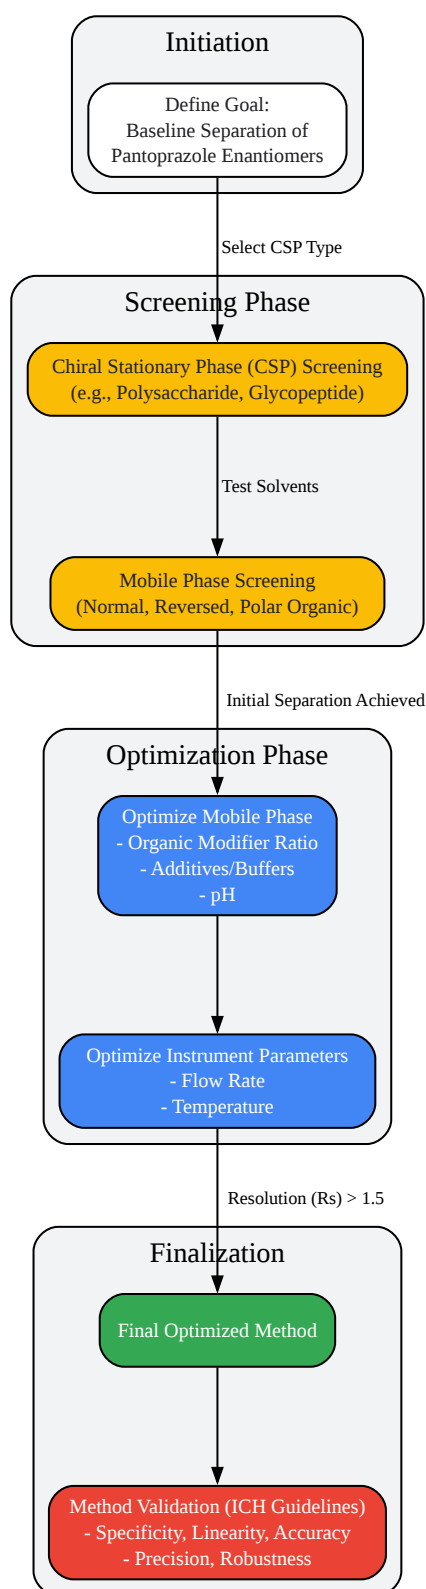 Initiation
Define Goal:
Baseline Separation of
Pantoprazole Enantiomers
Select CSP Type
Screening Phase
Chiral Stationary Phase (CSP) Screening
(e.g., Polysaccharide, Glycopeptide)
Test Solvents
Mobile Phase Screening
(Normal, Reversed, Polar Organic)
Initial Separation Achieved
Optimization Phase
Optimize Mobile Phase
- Organic Modifier Ratio
- Additives/Buffers
- pH
Optimize Instrument Parameters
- Flow Rate
- Temperature
Resolution (Rs) > 1.5
Finalization
Final Optimized Method
Method Validation (ICH Guidelines)
- Specificity, Linearity, Accuracy
- Precision, Robustness